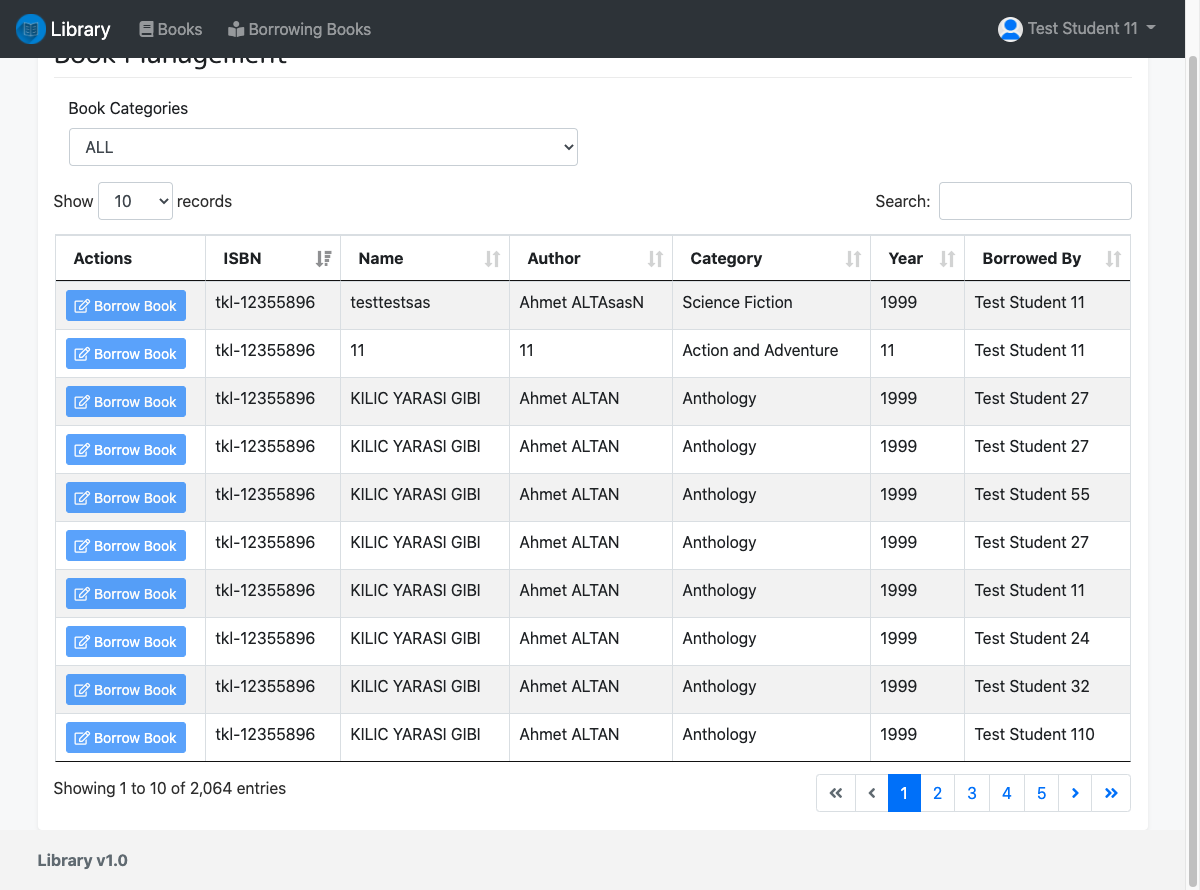 Library Books Borrowing Books Test Student 11
Book Management
Book Categories
ALL
Show 10 records Search:
Actions ISBN Name Author Category Year Borrowed By
Borrow Book tkl-12355896 testtestsas Ahmet ALTAsasN Science Fiction 1999 Test Student 11
Borrow Book tkl-12355896 11 11 Action and Adventure 11 Test Student 11
Borrow Book tkl-12355896 KILIC YARASI GIBI Ahmet ALTAN Anthology 1999 Test Student 27
Borrow Book tkl-12355896 KILIC YARASI GIBI Ahmet ALTAN Anthology 1999 Test Student 27
Borrow Book tkl-12355896 KILIC YARASI GIBI Ahmet ALTAN Anthology 1999 Test Student 55
Borrow Book tkl-12355896 KILIC YARASI GIBI Ahmet ALTAN Anthology 1999 Test Student 27
Borrow Book tkl-12355896 KILIC YARASI GIBI Ahmet ALTAN Anthology 1999 Test Student 11
Borrow Book tkl-12355896 KILIC YARASI GIBI Ahmet ALTAN Anthology 1999 Test Student 24
Borrow Book tkl-12355896 KILIC YARASI GIBI Ahmet ALTAN Anthology 1999 Test Student 32
Borrow Book tkl-12355896 KILIC YARASI GIBI Ahmet ALTAN Anthology 1999 Test Student 110
Showing 1 to 10 of 2,064 entries « ‹ 1 2 3 4 5 › »
Library v1.0